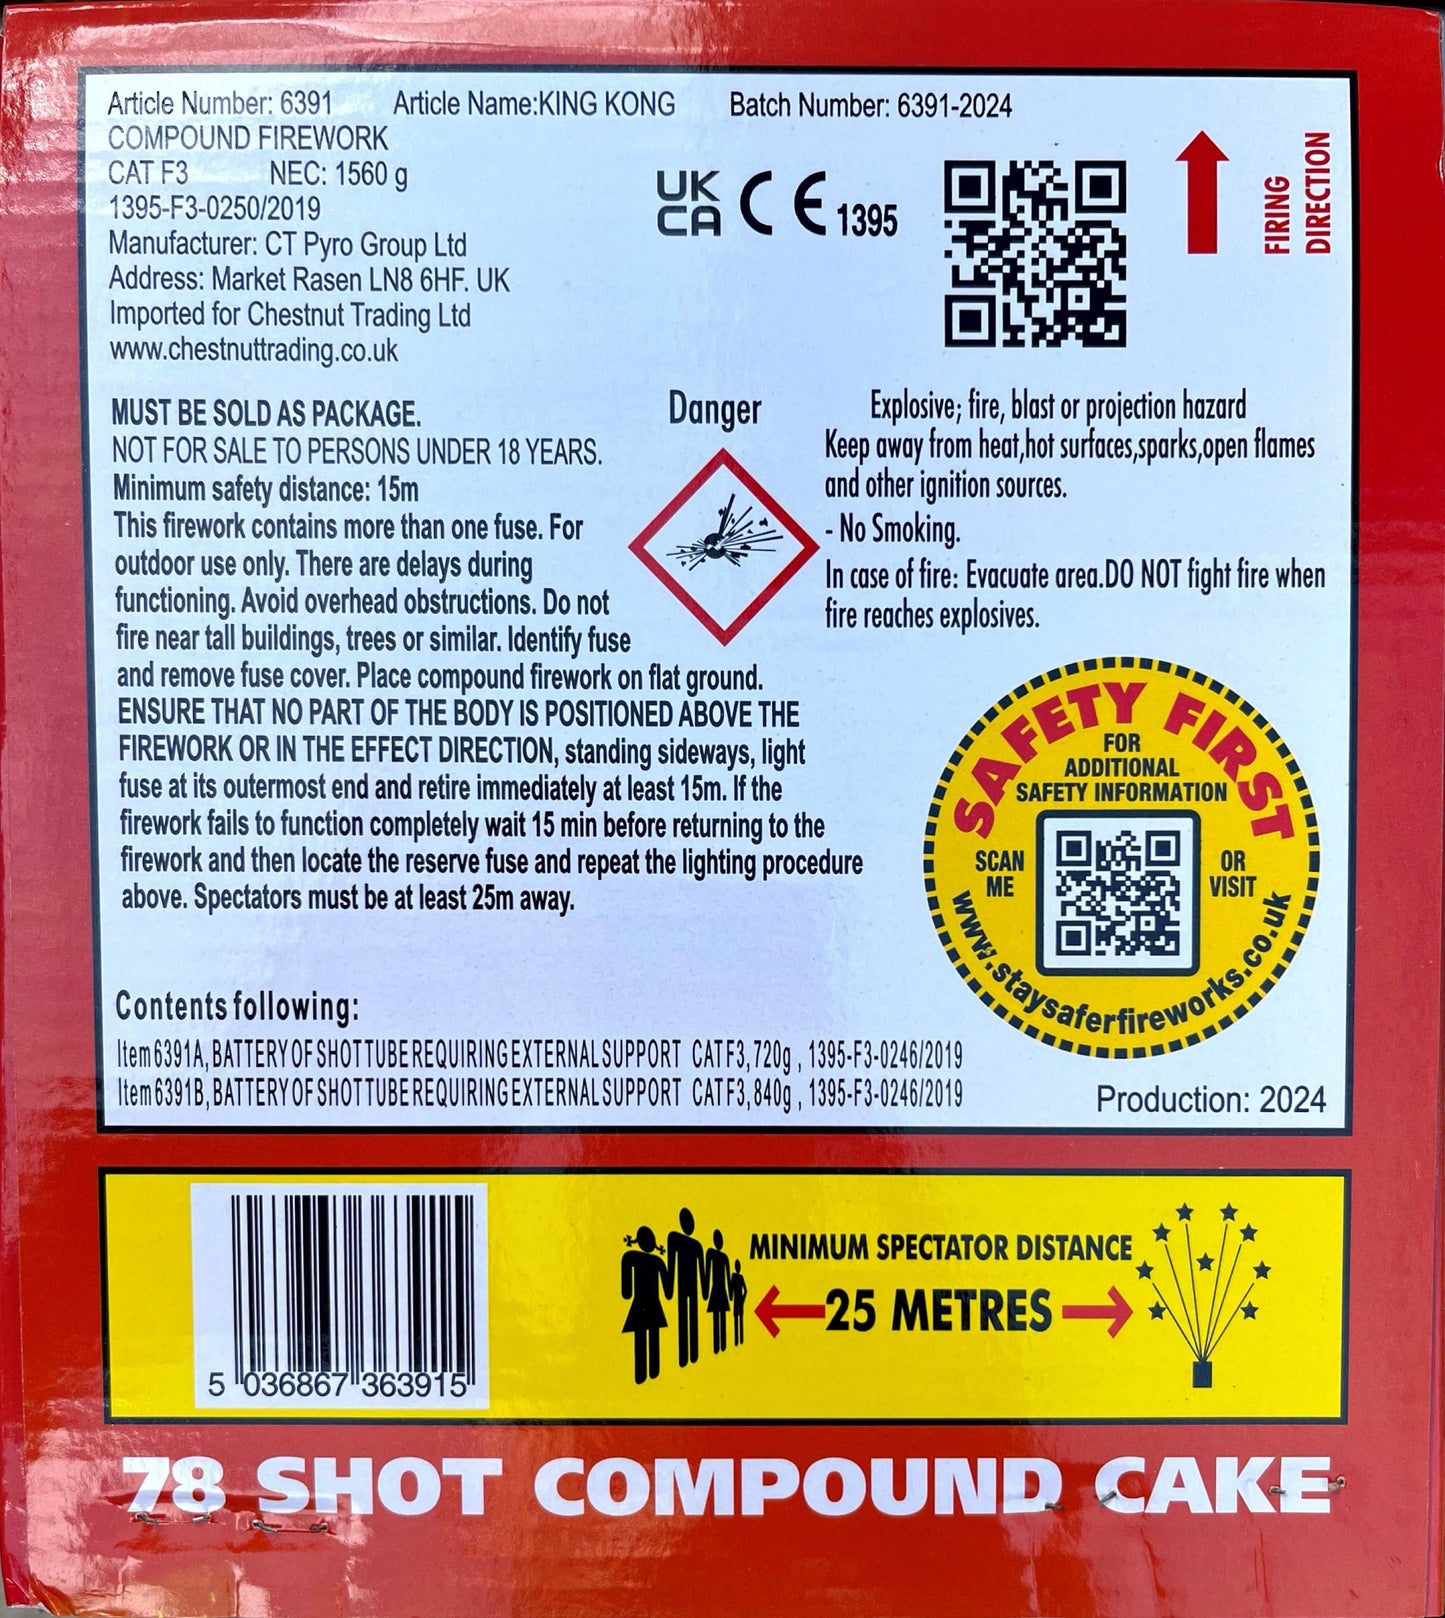 Article Number: 6391 Article Name:KING KONG Batch Number: 6391-2024
COMPOUND FIREWORK
CAT F3 NEC: 1560 g
1395-F3-0250/2019
Manufacturer: CT Pyro Group Ltd
Address: Market Rasen LN8 6HF. UK
Imported for Chestnut Trading Ltd
www.chestnuttrading.co.uk
UK
CA CE 1395
FIRING
DIRECTION
MUST BE SOLD AS PACKAGE.
NOT FOR SALE TO PERSONS UNDER 18 YEARS.
Minimum safety distance: 15m
This firework contains more than one fuse. For
outdoor use only. There are delays during
functioning. Avoid overhead obstructions. Do not
fire near tall buildings, trees or similar. Identify fuse
and remove fuse cover. Place compound firework on flat ground.
ENSURE THAT NO PART OF THE BODY IS POSITIONED ABOVE THE
FIREWORK OR IN THE EFFECT DIRECTION, standing sideways, light
fuse at its outermost end and retire immediately at least 15m. If the
firework fails to function completely wait 15 min before returning to the
firework and then locate the reserve fuse and repeat the lighting procedure
above. Spectators must be at least 25m away.
Danger
Explosive; fire, blast or projection hazard
Keep away from heat,hot surfaces,sparks,open flames
and other ignition sources.
- No Smoking.
In case of fire: Evacuate area.DO NOT fight fire when
fire reaches explosives.
SAFETY FIRST
FOR
ADDITIONAL
SAFETY INFORMATION
SCAN
ME
OR
VISIT
www.staysaferfireworks.co.uk
Contents following:
Item 6391A, BATTERY OF SHOT TUBE REQUIRING EXTERNAL SUPPORT CAT F3, 720g , 1395-F3-0246/2019
Item 6391B, BATTERY OF SHOT TUBE REQUIRING EXTERNAL SUPPORT CAT F3, 840g , 1395-F3-0246/2019
Production: 2024
5 036867 363915
MINIMUM SPECTATOR DISTANCE
25 METRES
78 SHOT COMPOUND CAKE